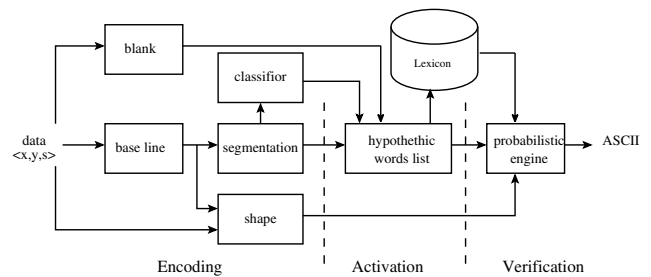 blank
classifior
Lexicon
data
<x,y,s>
base line
segmentation
hypothethic
words list
probabilistic
engine
ASCII
shape
Encoding
Activation
Verification